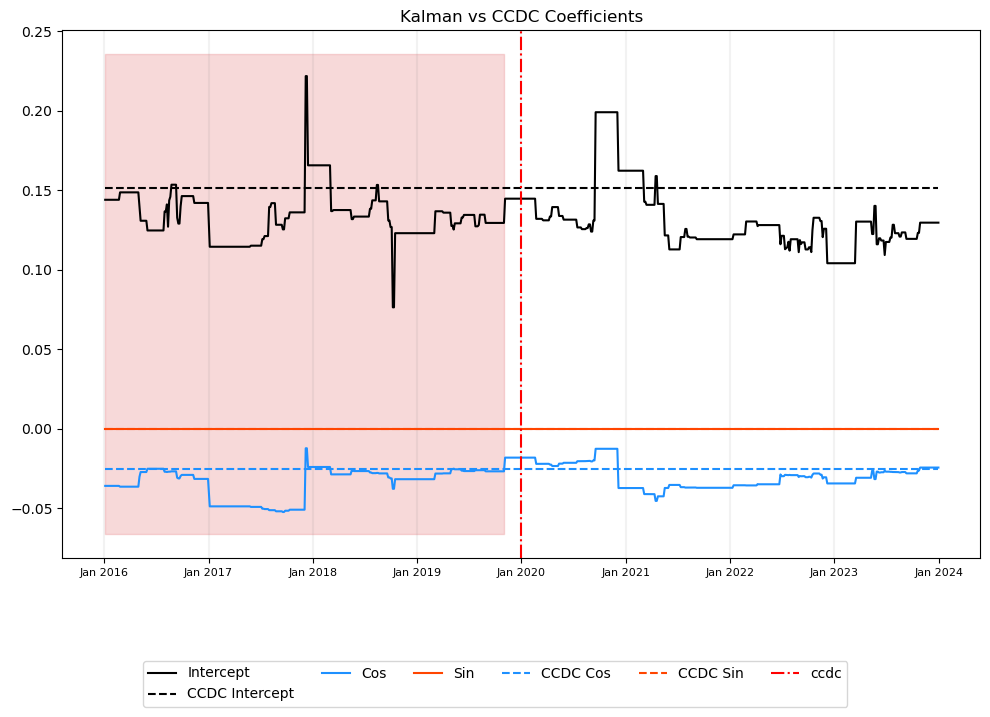 Kalman vs CCDC Coefficients
0.25
0.20
0.15
0.10
0.05
0.00
−0.05
Jan 2016 Jan 2017 Jan 2018 Jan 2019 Jan 2020 Jan 2021 Jan 2022 Jan 2023 Jan 2024
Intercept Cos Sin CCDC Cos CCDC Sin ccdc
CCDC Intercept